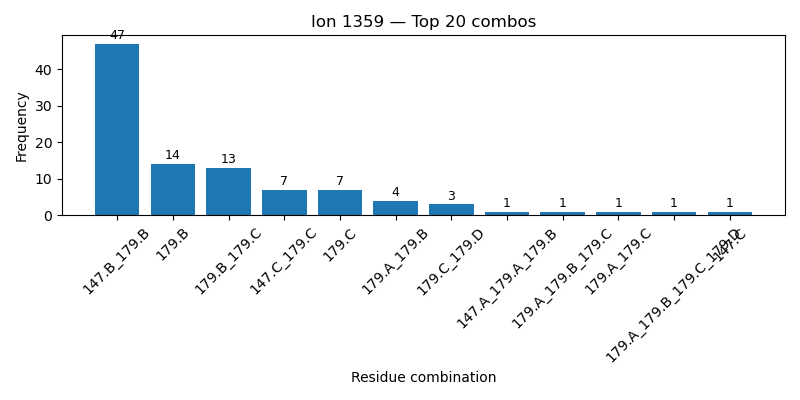 Ion 1359 — Top 20 combos
Frequency
40
30
20
10
0
47
14
13
7
7
4
3
1
1
1
1
1
147.B_179.B
179.B
179.B_179.C
147.C_179.C
179.C
179.A_179.B
179.C_179.D
147.A_179.A_179.B
179.A_179.B_179.C
179.A_179.C
179.A_179.B_179.C_179.D
147.C
Residue combination